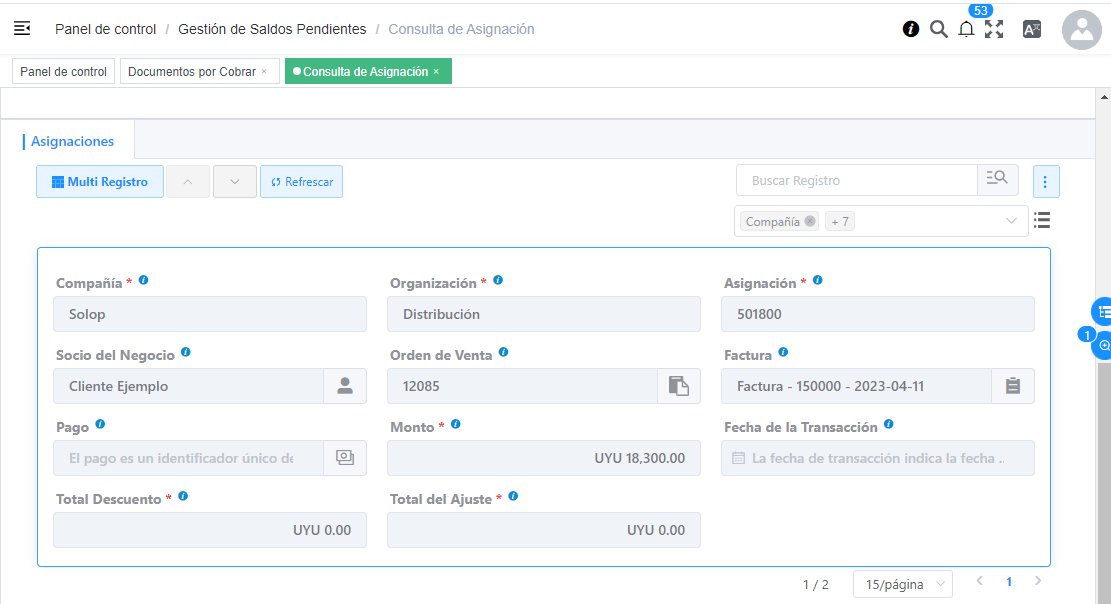 53
Panel de control / Gestión de Saldos Pendientes / Consulta de Asignación
Panel de control Documentos por Cobrar × Consulta de Asignación ×
Asignaciones
Multi Registro Refrescar Buscar Registro
Compañía + 7
Compañía * Organización * Asignación *
Solop Distribución 501800
Socio del Negocio Orden de Venta Factura
1
Cliente Ejemplo 12085 Factura - 150000 - 2023-04-11
Pago Monto * Fecha de la Transacción
El pago es un identificador único de UYU 18,300.00 La fecha de transacción indica la fecha ..
Total Descuento * Total del Ajuste *
UYU 0.00 UYU 0.00
1 / 2 15/página 1